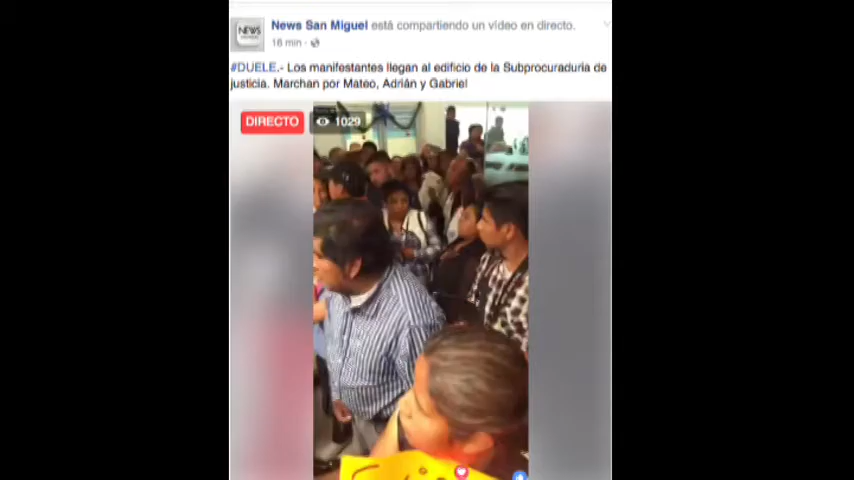 NEWS
News San Miguel está compartiendo un vídeo en directo.
16 min ·
#DUELE.- Los manifestantes llegan al edificio de la Subprocuraduría de
justicia. Marchan por Mateo, Adrián y Gabriel
DIRECTO 1029